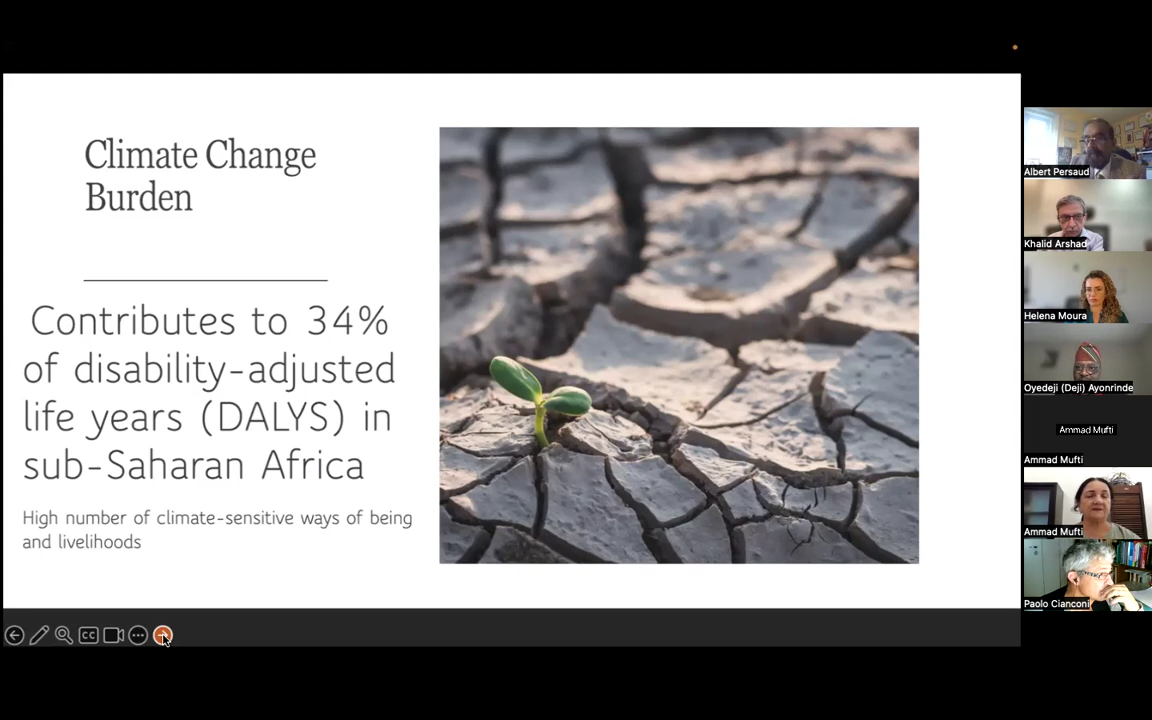 Climate Change
Burden
Contributes to 34%
of disability-adjusted
life years (DALYS) in
sub-Saharan Africa
High number of climate-sensitive ways of being
and livelihoods
CC
Albert Persaud
Khalid Arshad
Helena Moura
Oyedeji (Deji) Ayonrinde
Ammad Mufti
Ammad Mufti
Ammad Mufti
Paolo Cianconi